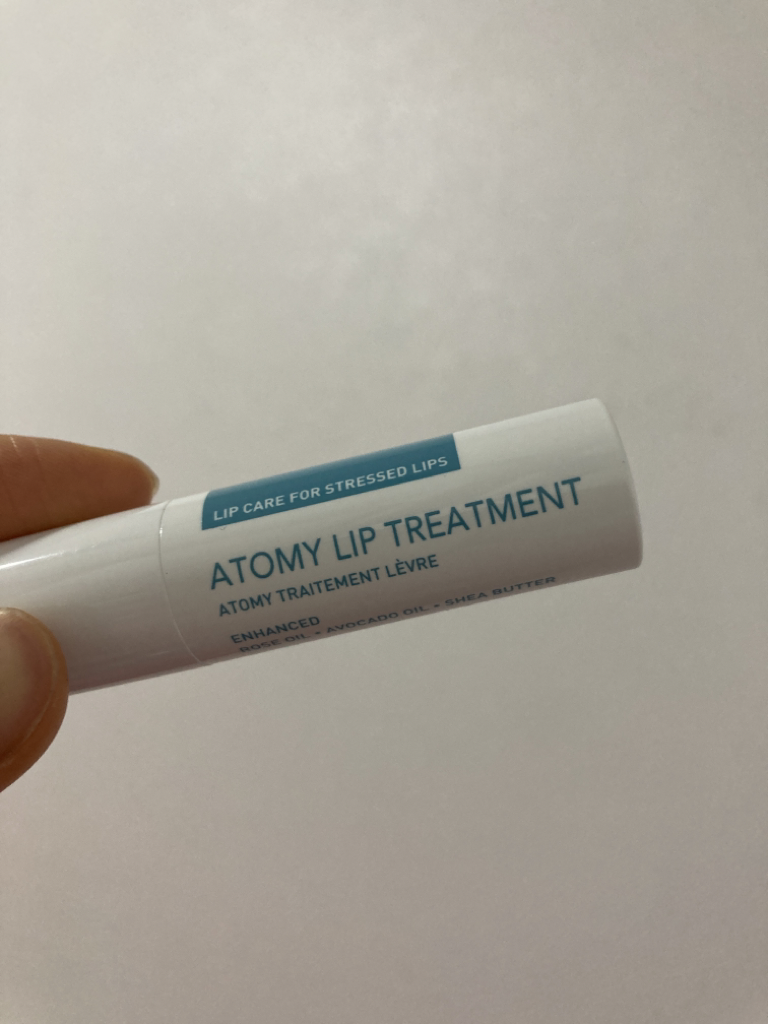 LIP CARE FOR STRESSED LIPS
ATOMY LIP TREATMENT
ATOMY TRAITEMENT LÈVRE
ENHANCED
ROSE OIL • AVOCADO OIL • SHEA BUTTER